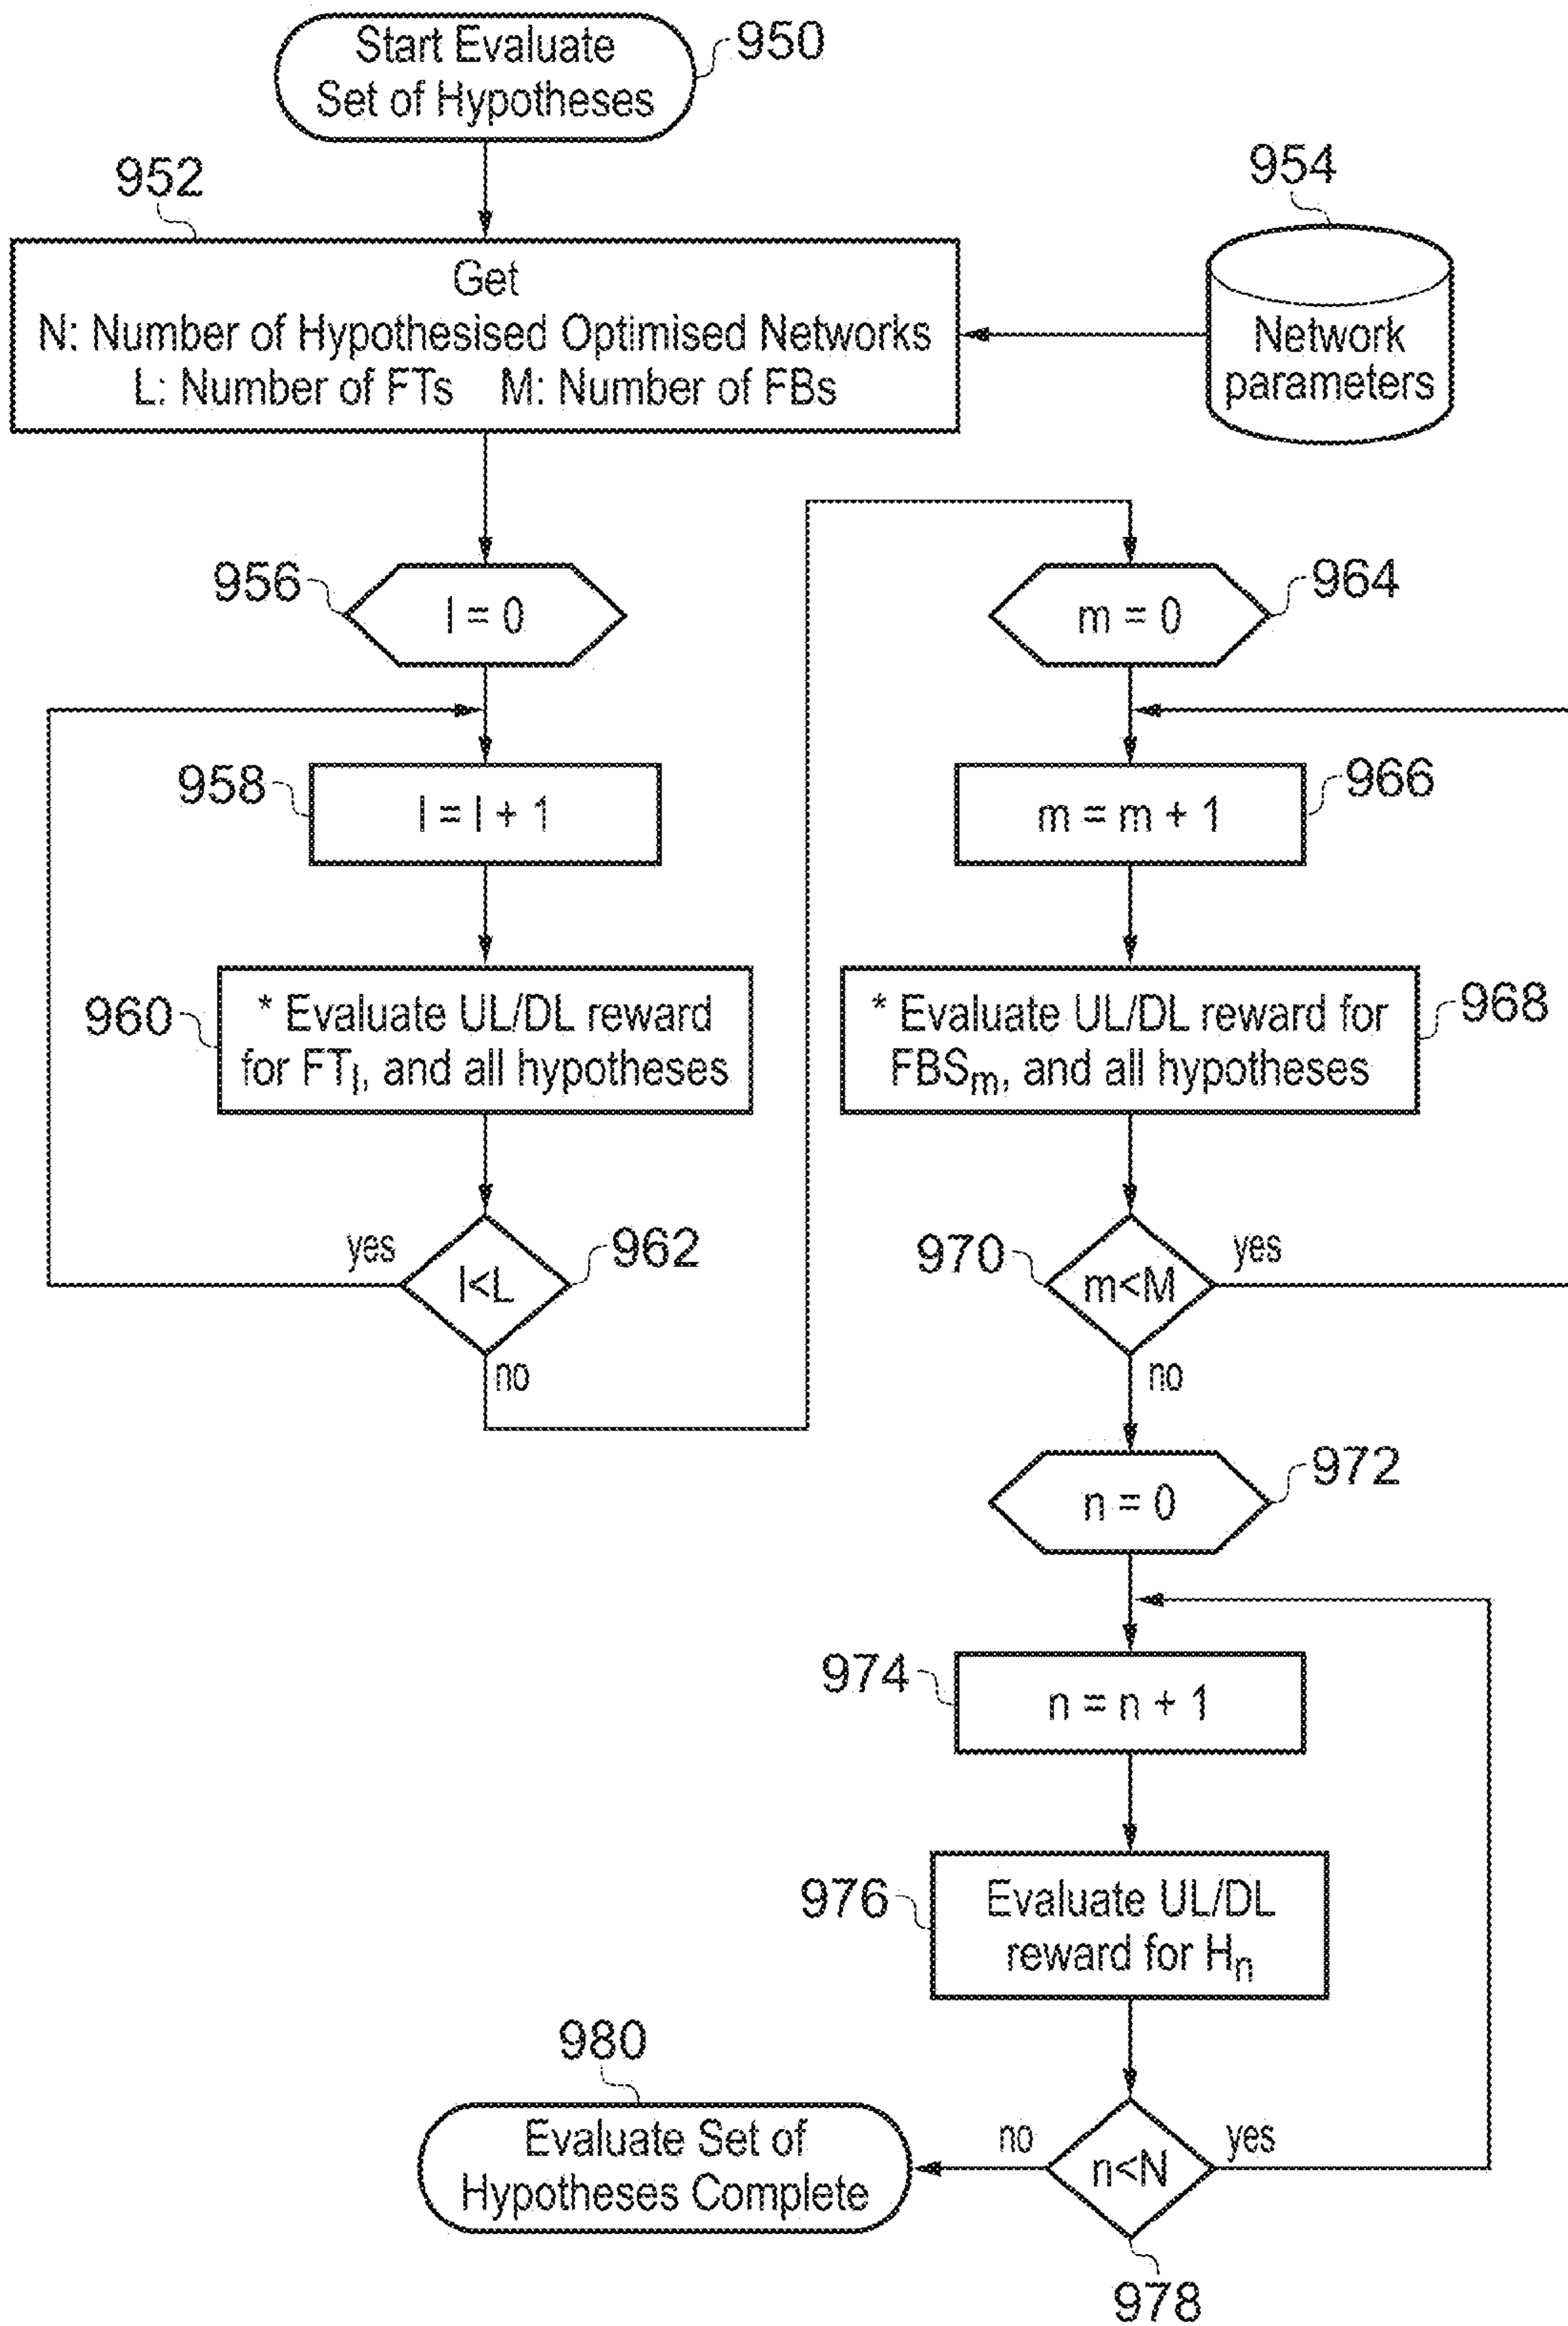 Start Evaluate
Set of Hypotheses
950
952
954
Get
N: Number of Hypothesised Optimised Networks
L: Number of FTs M: Number of FBs
Network
parameters
956
l = 0
958
l = l + 1
960
* Evaluate UL/DL reward
for FTl, and all hypotheses
yes
l<L
962
no
964
m = 0
966
m = m + 1
968
* Evaluate UL/DL reward for
FBSm, and all hypotheses
970
m<M
yes
no
972
n = 0
974
n = n + 1
976
Evaluate UL/DL
reward for Hn
980
Evaluate Set of
Hypotheses Complete
no
n<N
yes
978